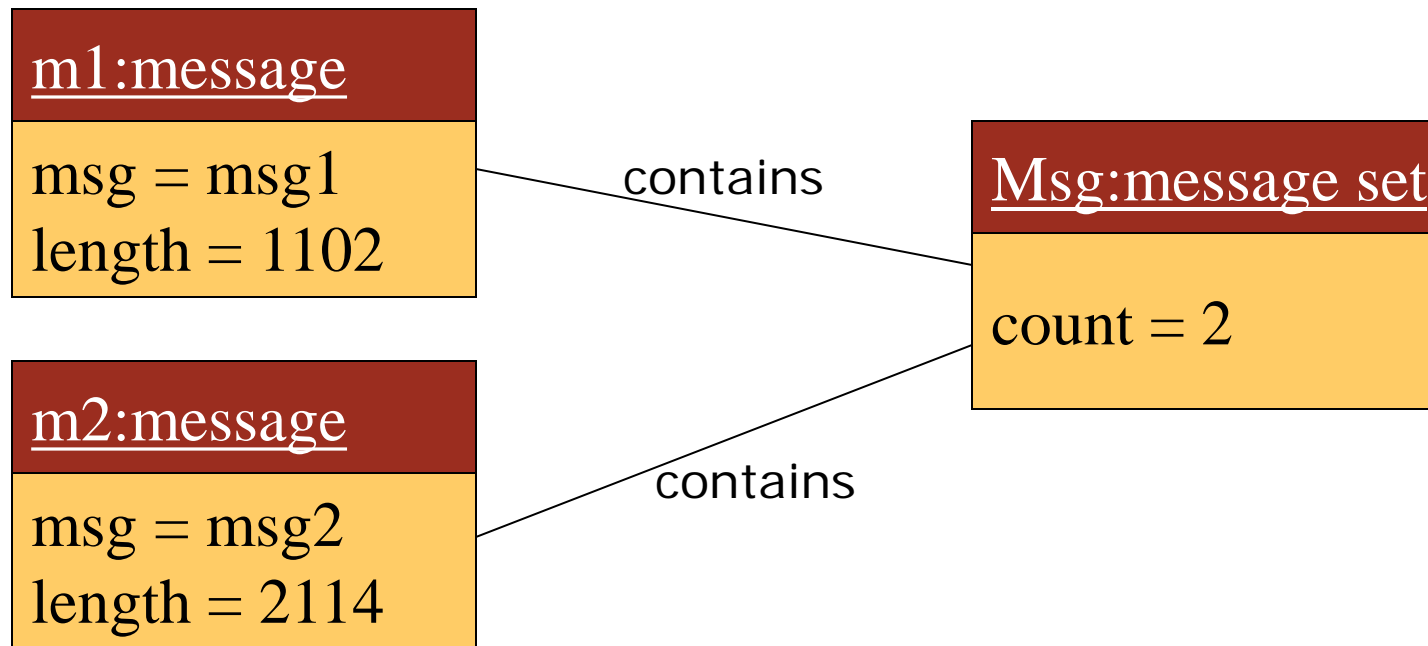 m1:message
msg = msg1
length = 1102
contains
Msg:message set
count = 2
m2:message
msg = msg2
length = 2114
contains